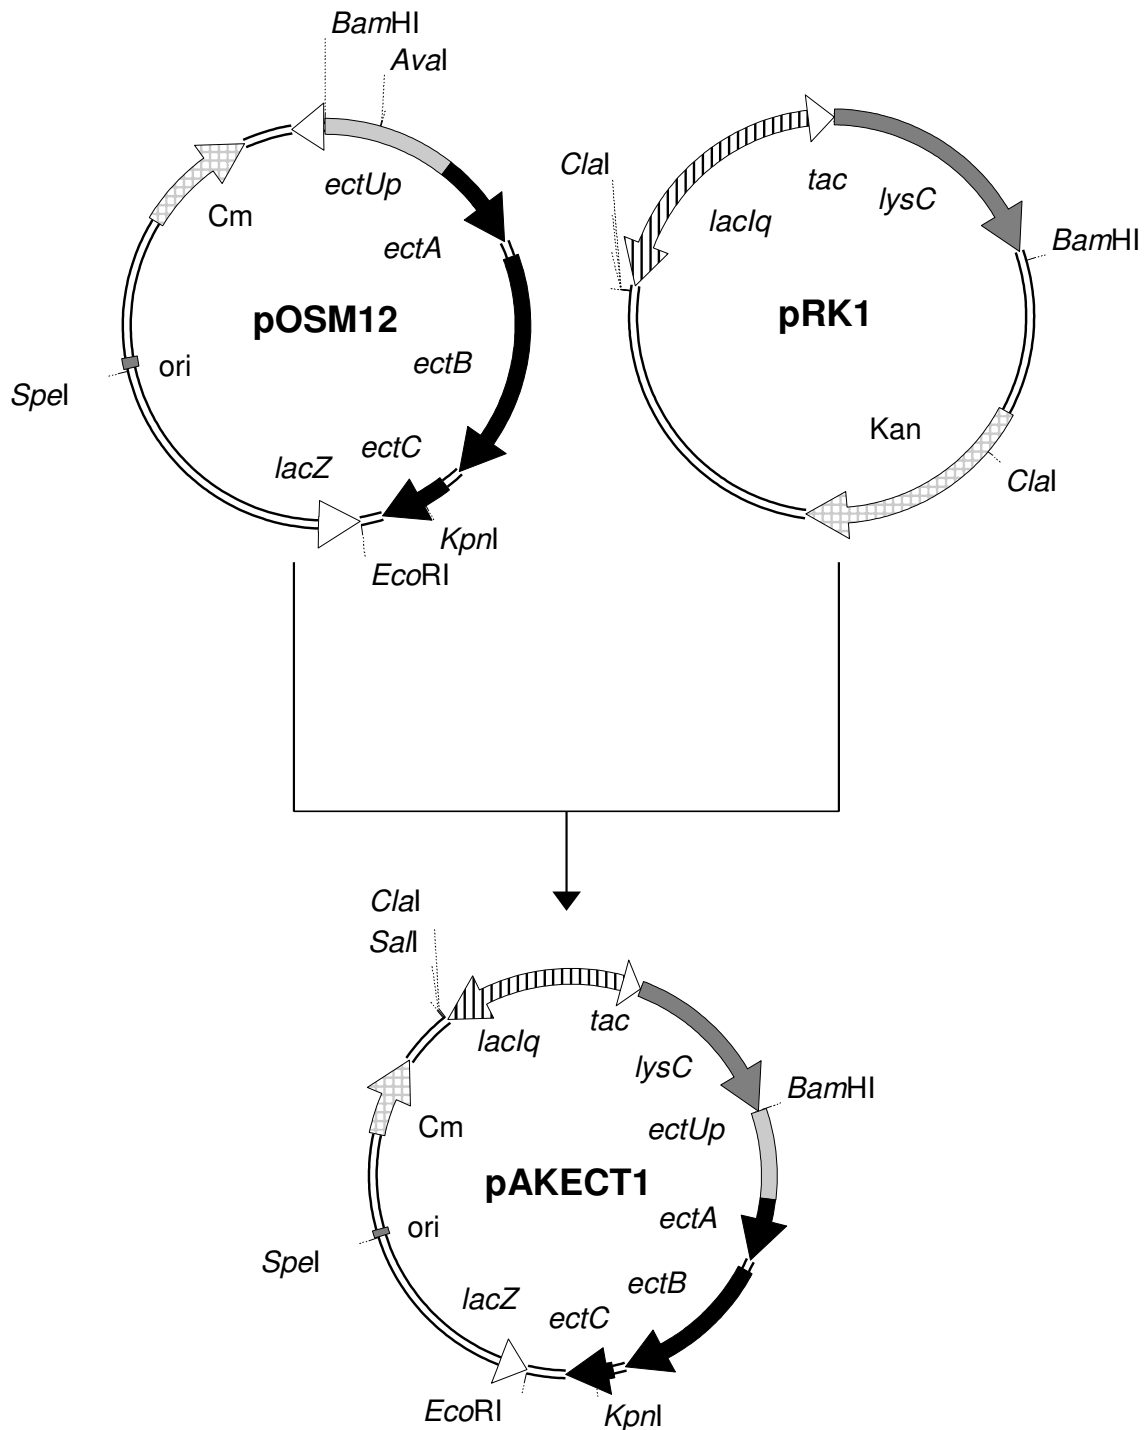 BamHI
AvaI
ectUp
Cm
ectA
pOSM12
ectB
ori
SpeI
ectC
lacZ
KpnI
EcoRI
ClaI
tac
lysC
lacIq
BamHI
pRK1
Kan
ClaI
ClaI
SalI
lacIq
tac
lysC
BamHI
Cm
ectUp
pAKECT1
ectA
ori
SpeI
ectB
lacZ
ectC
EcoRI
KpnI